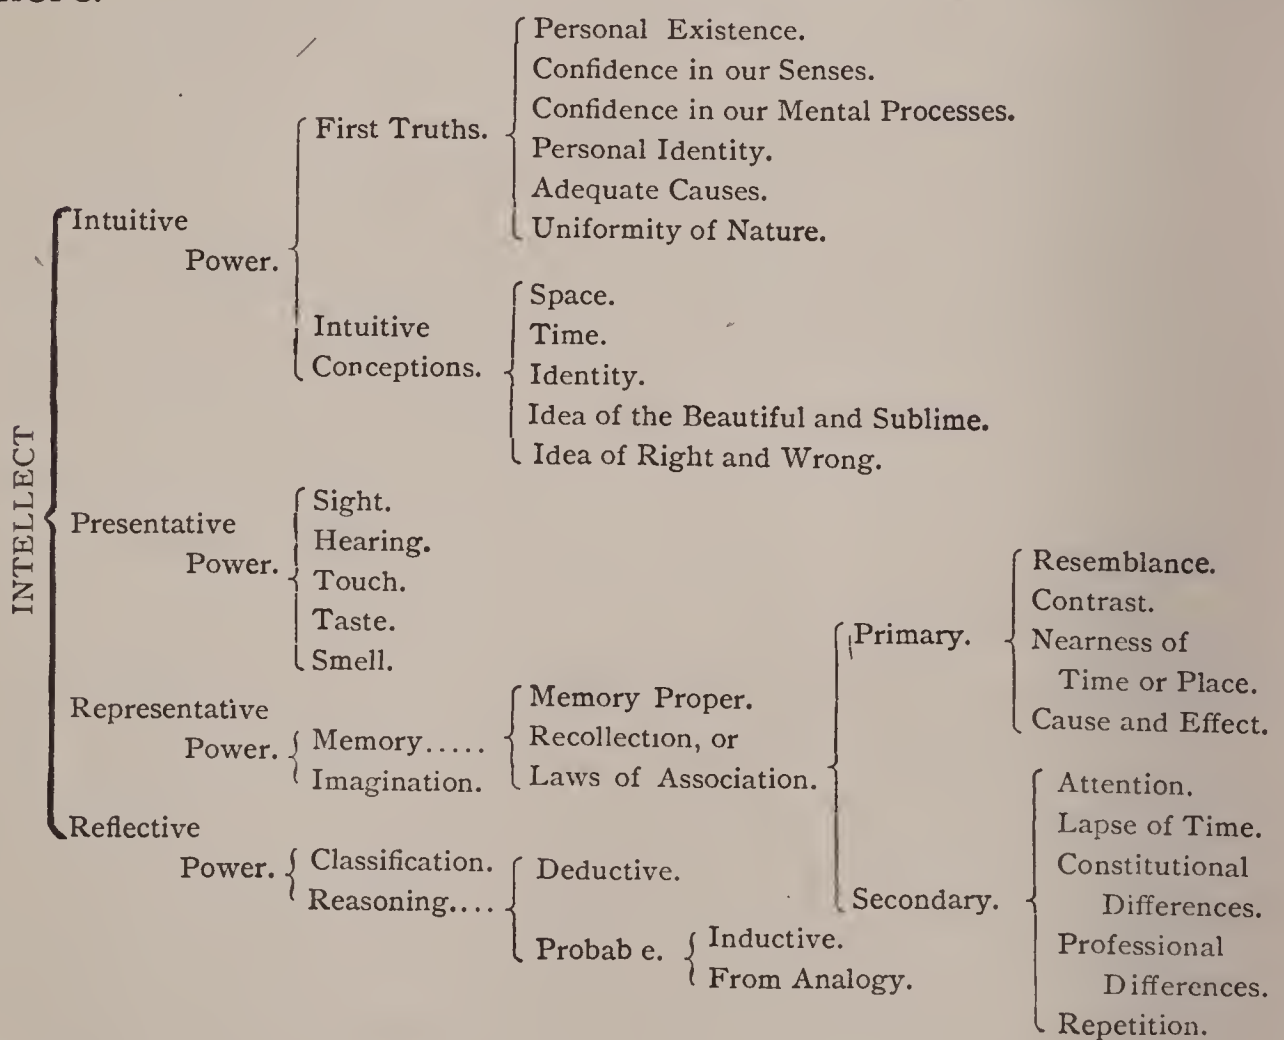 INTELLECT
Intuitive
Power.
First Truths.
Personal Existence.
Confidence in our Senses.
Confidence in our Mental Processes.
Personal Identity.
Adequate Causes.
Uniformity of Nature.
Intuitive
Conceptions.
Space.
Time.
Identity.
Idea of the Beautiful and Sublime.
Idea of Right and Wrong.
Presentative
Power.
Sight.
Hearing.
Touch.
Taste.
Smell.
Representative
Power.
Memory.....
Memory Proper.
Recollection, or
Laws of Association.
Primary.
Resemblance.
Contrast.
Nearness of
Time or Place.
Cause and Effect.
Secondary.
Attention.
Lapse of Time.
Constitutional
Differences.
Professional
Differences.
Repetition.
Imagination.
Reflective
Power.
Classification.
Reasoning....
Deductive.
Probab e.
Inductive.
From Analogy.